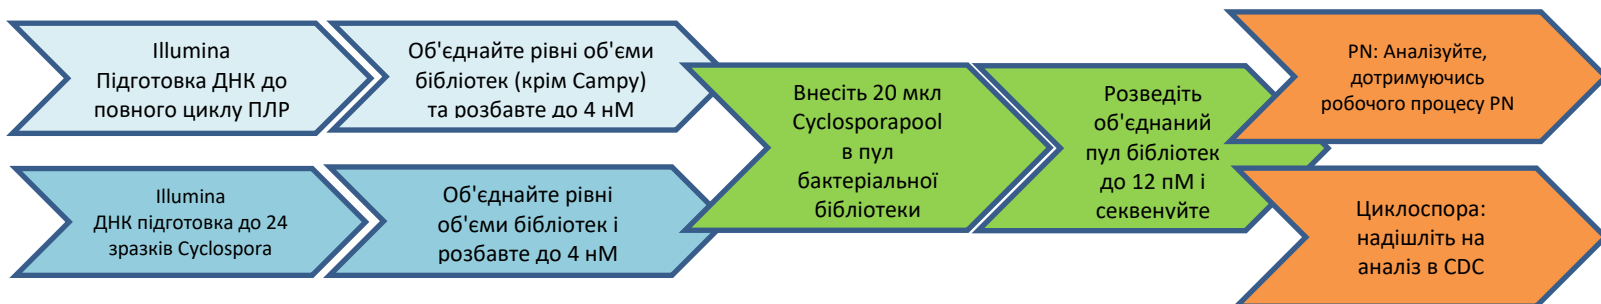 Illumina
Підготовка ДНК до
повного циклу ПЛР
Об'єднайте рівні об'єми
бібліотек (крім Campy)
та розбавте до 4 нМ
Illumina
ДНК підготовка до 24
зразків Cyclospora
Об'єднайте рівні
об'єми бібліотек і
розбавте до 4 нМ
Внесіть 20 мкл
Cyclosporapool
в пул
бактеріальної
бібліотеки
Розведіть
об'єднаний
пул бібліотек
до 12 пМ і
секвенуйте
PN: Аналізуйте,
дотримуючись
робочого процесу PN
Циклоспора:
надішліть на
аналіз в CDC